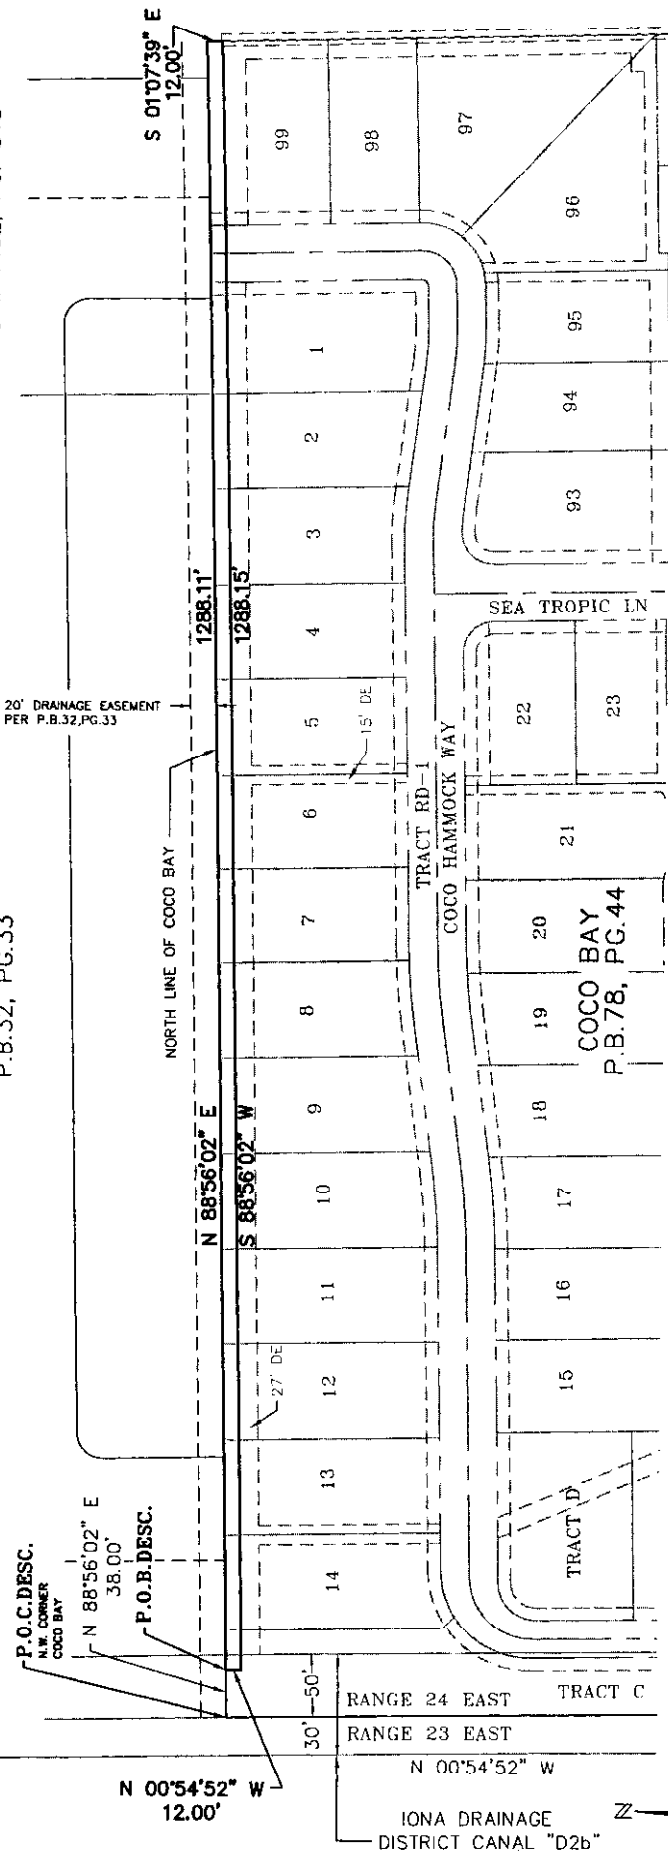 S 01°07'39" E
12.00'
99
98
97
96
1
95
2
94
3
93
1288.11'
1288.15'
4
SEA TROPIC LN
20' DRAINAGE EASEMENT
PER P.B.32,PG.33
5
15' DE
22
23
6
TRACT RD-1
COCO HAMMOCK WAY
21
NORTH LINE OF COCO BAY
7
20
COCO BAY
P.B.78, PG.44
P.B.32, PG.33
8
19
9
18
N 88°56'02" E
S 88°56'02" W
10
17
11
16
12
27' DE
15
13
14
TRACT D
P.O.C.DESC.
N.W. CORNER
COCO BAY
N 88°56'02" E
38.00'
P.O.B.DESC.
50'
RANGE 24 EAST
TRACT C
30'
RANGE 23 EAST
N 00°54'52" W
N 00°54'52" W
12.00'
IONA DRAINAGE
DISTRICT CANAL "D2b"
N